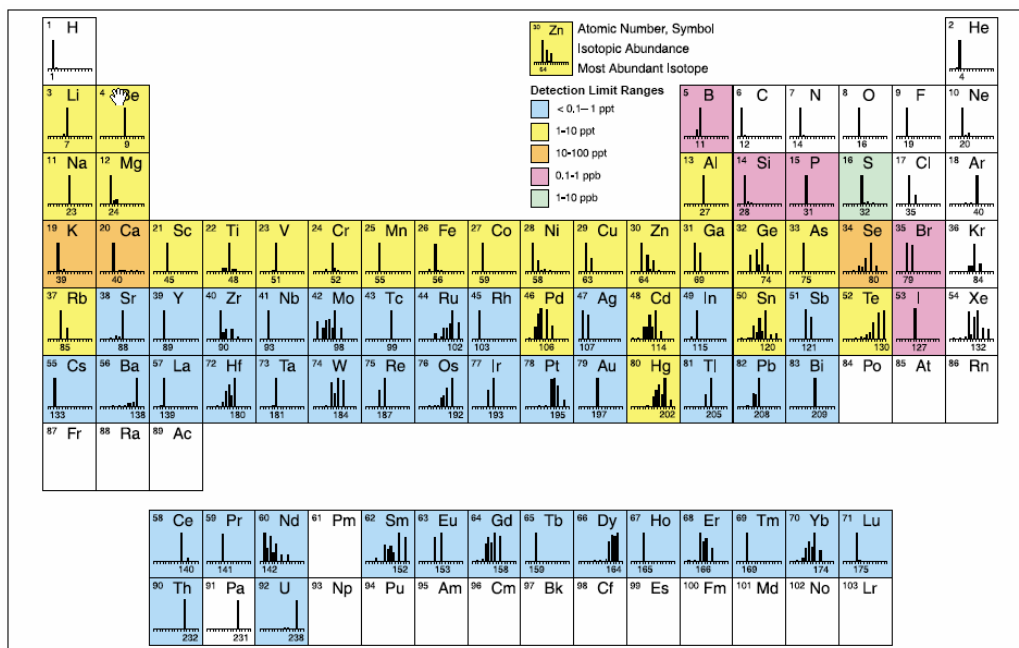 1 H
1
30 Zn
64
Atomic Number, Symbol
Isotopic Abundance
Most Abundant Isotope
2 He
4
Detection Limit Ranges
< 0.1– 1 ppt
1-10 ppt
10-100 ppt
0.1-1 ppb
1-10 ppb
3 Li 4
7 9
5 B 6 C 7 N 8 O 9 F 10 Ne
11 12 14 16 19 20
11 Na 12 Mg
23 24
13 Al 14 Si 15 P 16 S 17 Cl 18 Ar
27 28 31 32 35 40
19 K 20 Ca 21 Sc 22 Ti 23 V 24 Cr 25 Mn 26 Fe 27 Co 28 Ni 29 Cu 30 Zn 31 Ga 32 Ge 33 As 34 Se 35 Br 36 Kr
39 40 45 48 51 52 55 56 59 58 63 64 69 74 75 80 79 84
37 Rb 38 Sr 39 Y 40 Zr 41 Nb 42 Mo 43 Tc 44 Ru 45 Rh 46 Pd 47 Ag 48 Cd 49 In 50 Sn 51 Sb 52 Te 53 I 54 Xe
85 88 89 90 93 98 99 102 103 106 107 114 115 120 121 130 127 132
55 Cs 56 Ba 57 La 72 Hf 73 Ta 74 W 75 Re 76 Os 77 Ir 78 Pt 79 Au 80 Hg 81 Tl 82 Pb 83 Bi 84 Po 85 At 86 Rn
133 138 139 180 181 184 187 192 193 195 197 202 205 208 209
87 Fr 88 Ra 89 Ac
58 Ce 59 Pr 60 Nd 61 Pm 62 Sm 63 Eu 64 Gd 65 Tb 66 Dy 67 Ho 68 Er 69 Tm 70 Yb 71 Lu
140 141 142 152 153 158 159 164 165 166 169 174 175
90 Th 91 Pa 92 U 93 Np 94 Pu 95 Am 96 Cm 97 Bk 98 Cf 99 Es 100 Fm 101 Md 102 No 103 Lr
232 231 238